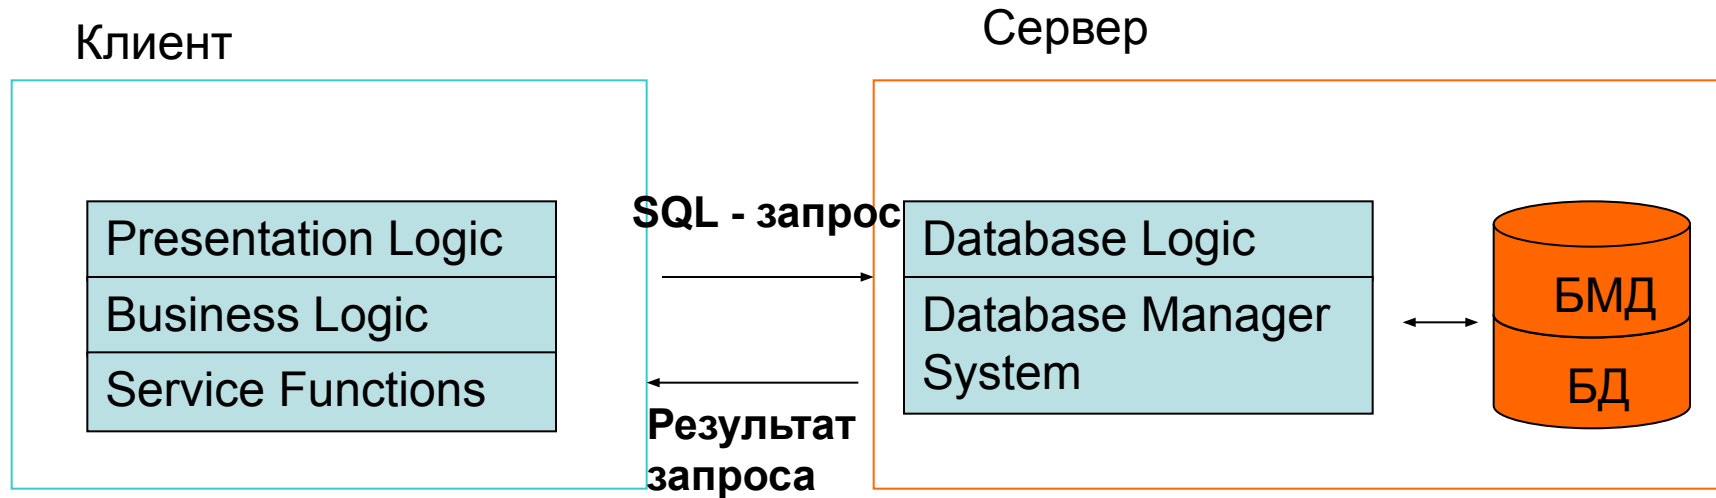 Клиент
Сервер
Presentation Logic
Business Logic
Service Functions
SQL - запрос
Результат
запроса
Database Logic
Database Manager
System
БМД
БД